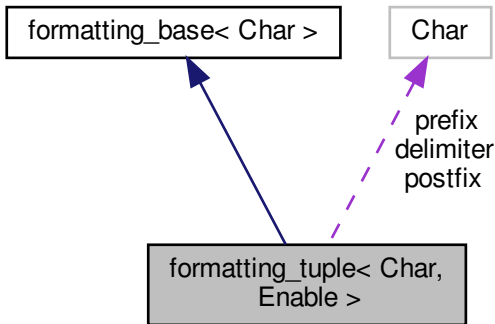 formatting_base< Char >
Char
prefix
delimiter
postfix
formatting_tuple< Char,
Enable >